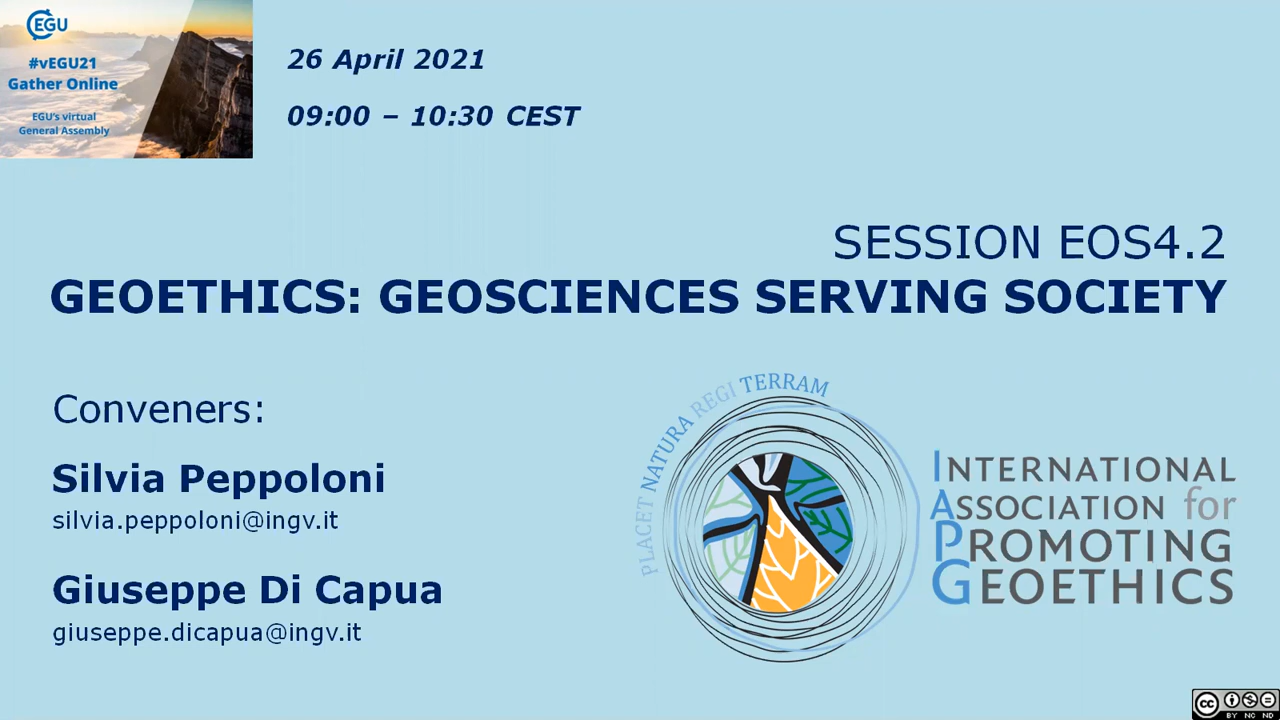 EGU
#vEGU21
Gather Online
EGU's virtual
General Assembly
26 April 2021
09:00 – 10:30 CEST
SESSION EOS4.2
GEOETHICS: GEOSCIENCES SERVING SOCIETY
Conveners:
Silvia Peppoloni
silvia.peppoloni@ingv.it
Giuseppe Di Capua
giuseppe.dicapua@ingv.it
PLACET NATURA REGI TERRAM
INTERNATIONAL
ASSOCIATION for
PROMOTING
GEOETHICS
cc
BY NC ND